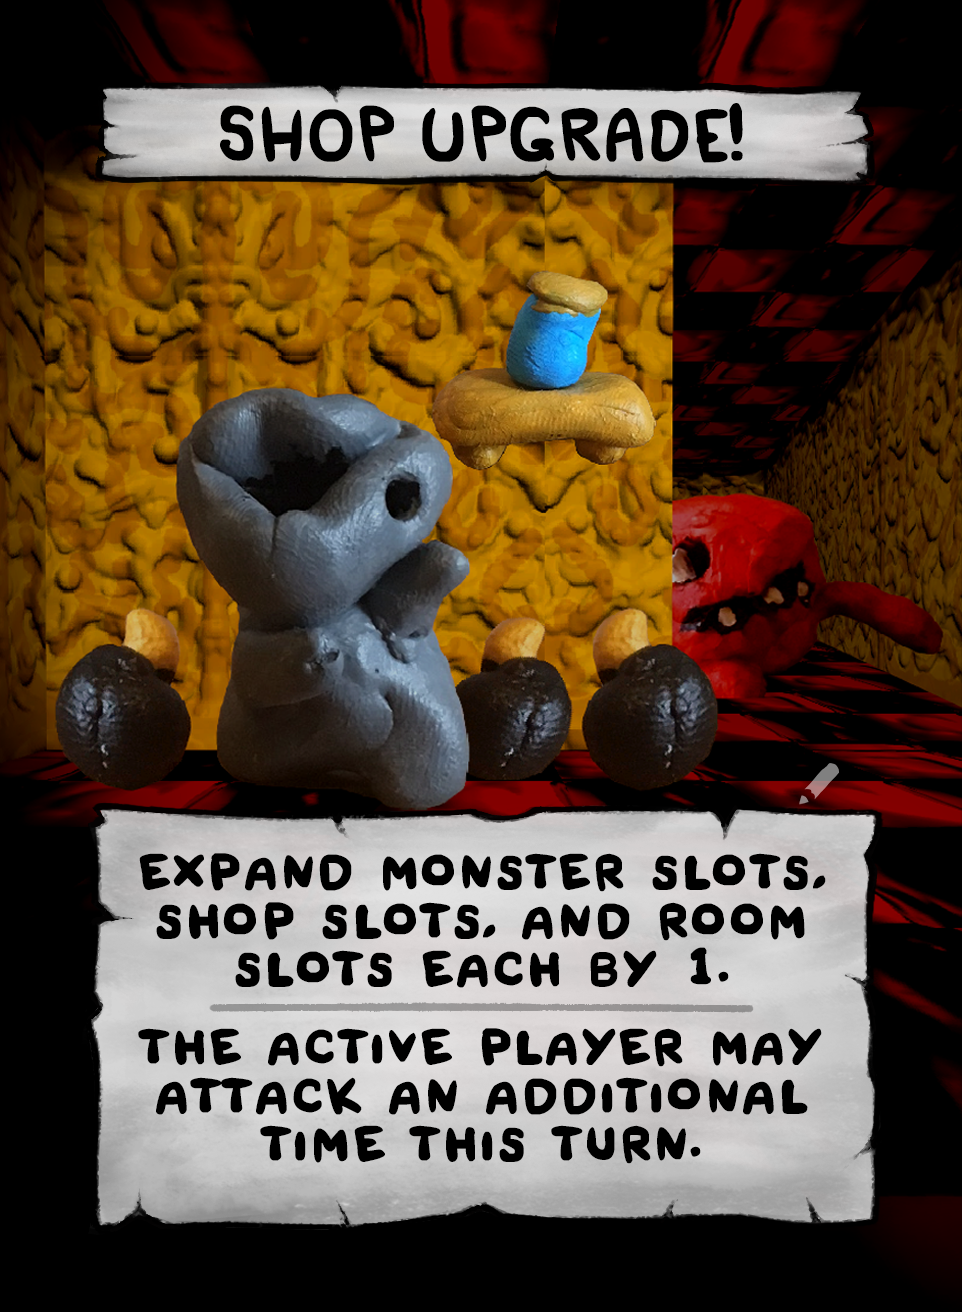 SHOP UPGRADE!
EXPAND MONSTER SLOTS,
SHOP SLOTS, AND ROOM
SLOTS EACH BY 1.
THE ACTIVE PLAYER MAY
ATTACK AN ADDITIONAL
TIME THIS TURN.